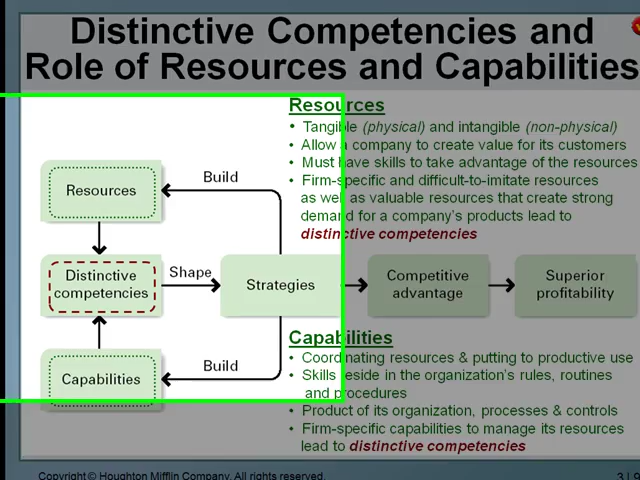 Distinctive Competencies and
Role of Resources and Capabilities
Resources
• Tangible (physical) and intangible (non-physical)
• Allow a company to create value for its customers
• Must have skills to take advantage of the resources
• Firm-specific and difficult-to-imitate resources
as well as valuable resources that create strong
demand for a company's products lead to
distinctive competencies
Resources
Build
Distinctive
competencies
Shape
Strategies
Competitive
advantage
Superior
profitability
Capabilities
Build
Capabilities
• Coordinating resources & putting to productive use
• Skills reside in the organization's rules, routines
and procedures
• Product of its organization, processes & controls
• Firm-specific capabilities to manage its resources
lead to distinctive competencies
Copyright © Houghton Mifflin Company. All rights reserved.
3 | 9